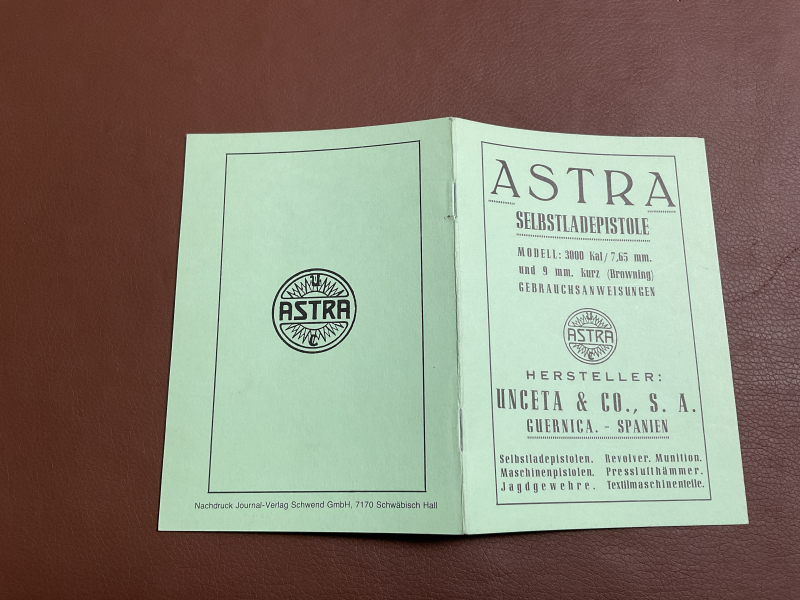 U
ASTRA
C
Nachdruck Journal-Verlag Schwend GmbH, 7170 Schwäbisch Hall
ASTRA
SELBSTLADEPISTOLE
MODELL: 3000 Kal/7,65 mm.
und 9 mm. kurz (Browning)
GEBRAUCHSANWEISUNGEN
U
ASTRA
C
HERSTELLER:
UNCETA & CO., S. A.
GUERNICA. - SPANIEN
Selbstladepistolen. Revolver. Munition.
Maschinenpistolen. Presslufthämmer.
Jagdgewehre. Textilmaschinenteile.